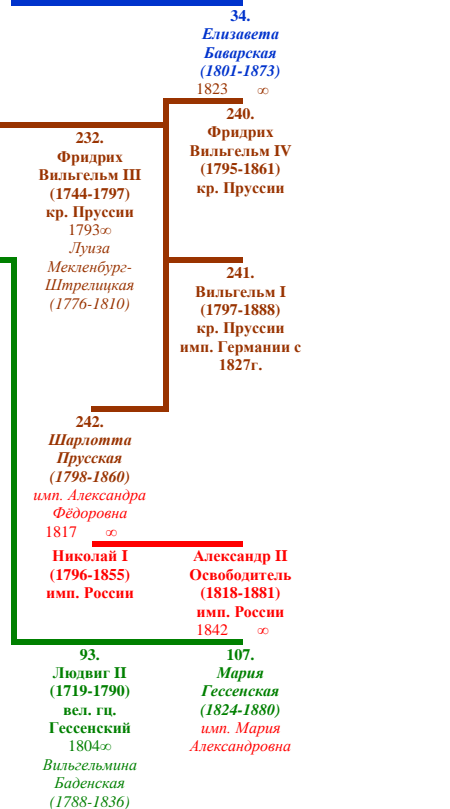 34.
Елизавета
Баварская
(1801-1873)
1823 ∞
240.
Фридрих
Вильгельм IV
(1795-1861)
кр. Пруссии
232.
Фридрих
Вильгельм III
(1744-1797)
кр. Пруссии
1793∞
Луиза
Мекленбург-
Штрелицкая
(1776-1810)
241.
Вильгельм I
(1797-1888)
кр. Пруссии
имп. Германии с
1827г.
242.
Шарлотта
Прусская
(1798-1860)
имп. Александра
Фёдоровна
1817 ∞
Николай I
(1796-1855)
имп. России
Александр II
Освободитель
(1818-1881)
имп. России
1842 ∞
93.
Людвиг II
(1719-1790)
вел. гц.
Гессенский
1804∞
Вильгельмина
Баденская
(1788-1836)
107.
Мария
Гессенская
(1824-1880)
имп. Мария
Александровна